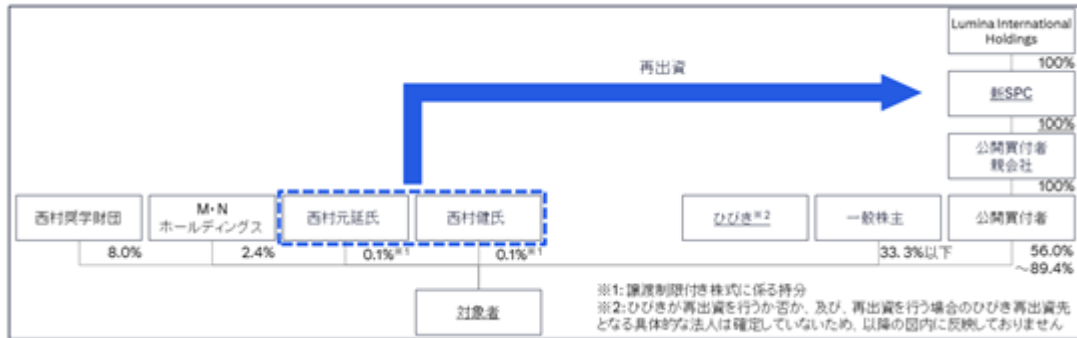 Lumina International
Holdings
100%
再出資
新SPC
100%
公開買付者
親会社
100%
西村奨学財団
M・N
ホールディングス
西村元延氏
西村健氏
ひびき※2
一般株主
公開買付者
8.0%
2.4%
0.1%※1
0.1%※1
33.3%以下
56.0%
～89.4%
対象者
※1:譲渡制限付き株式に係る持分
※2:ひびきが再出資を行うか否か、及び、再出資を行う場合のひびき再出資先
となる具体的な法人は確定していないため、以降の図内に反映しておりません